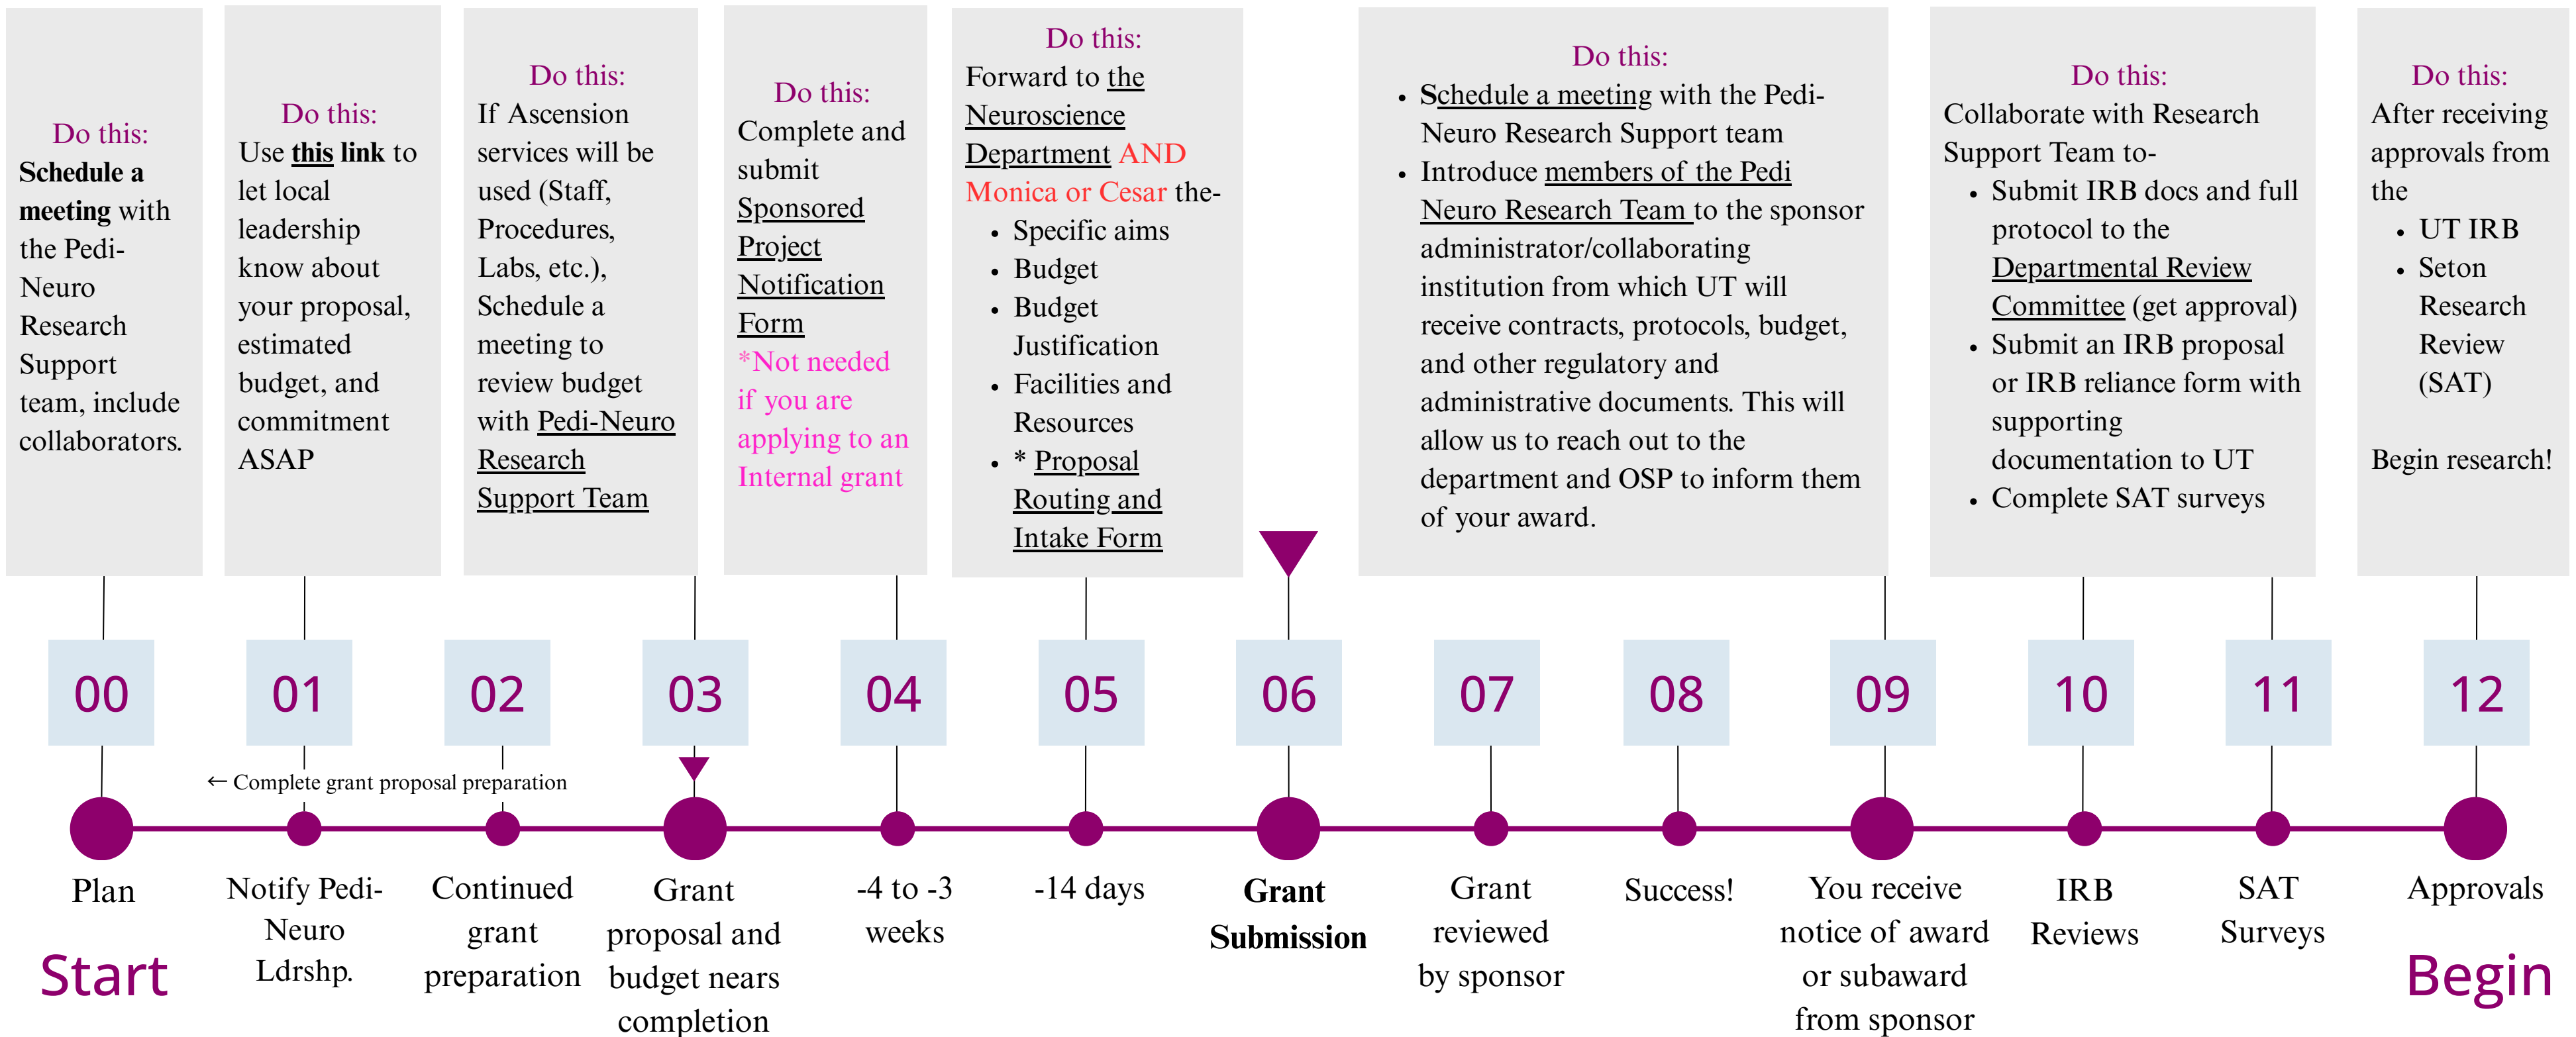 Do this:
Schedule a
meeting with
the Pedi-
Neuro
Research
Support
team, include
collaborators.
Do this:
Use this link to
let local
leadership
know about
your proposal,
estimated
budget, and
commitment
ASAP
Do this:
If Ascension
services will be
used (Staff,
Procedures,
Labs, etc.),
Schedule a
meeting to
review budget
with Pedi-Neuro
Research
Support Team
Do this:
Complete and
submit
Sponsored
Project
Notification
Form
*Not needed
if you are
applying to an
Internal grant
Do this:
Forward to the
Neuroscience
Department AND
Monica or Cesar the-
• Specific aims
• Budget
• Budget
Justification
• Facilities and
Resources
• * Proposal
Routing and
Intake Form
Do this:
• Schedule a meeting with the Pedi-
Neuro Research Support team
• Introduce members of the Pedi
Neuro Research Team to the sponsor
administrator/collaborating
institution from which UT will
receive contracts, protocols, budget,
and other regulatory and
administrative documents. This will
allow us to reach out to the
department and OSP to inform them
of your award.
Do this:
Collaborate with Research
Support Team to-
• Submit IRB docs and full
protocol to the
Departmental Review
Committee (get approval)
• Submit an IRB proposal
or IRB reliance form with
supporting
documentation to UT
• Complete SAT surveys
Do this:
After receiving
approvals from
the
• UT IRB
• Seton
Research
Review
(SAT)
Begin research!
00
01
02
03
04
05
06
07
08
09
10
11
12
← Complete grant proposal preparation
Plan
Start
Notify Pedi-
Neuro
Ldrshp.
Continued
grant
preparation
Grant
proposal and
budget nears
completion
-4 to -3
weeks
-14 days
Grant
Submission
Grant
reviewed
by sponsor
Success!
You receive
notice of award
or subaward
from sponsor
IRB
Reviews
SAT
Surveys
Approvals
Begin